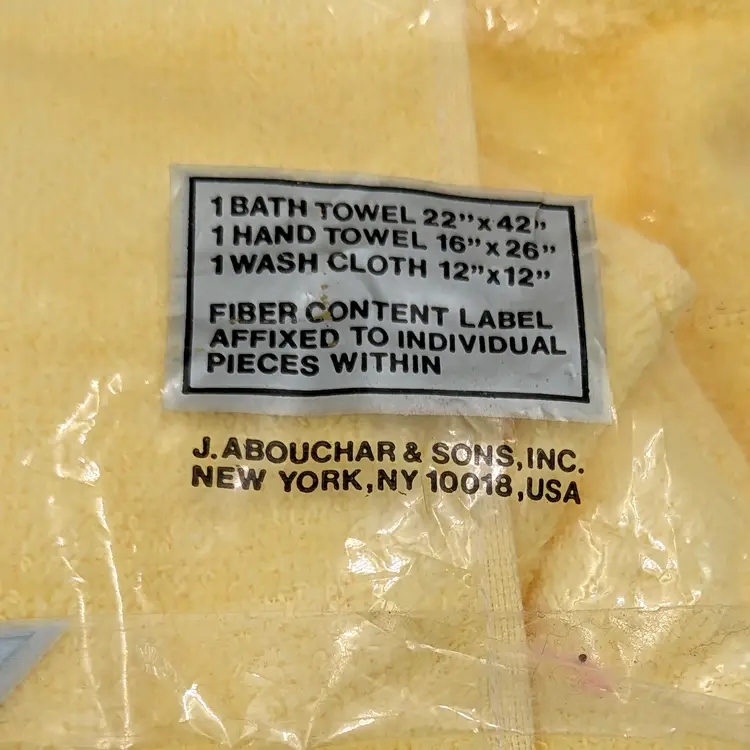 1 BATH TOWEL 22" x 42"
1 HAND TOWEL 16" x 26"
1 WASH CLOTH 12" x 12"
FIBER CONTENT LABEL
AFFIXED TO INDIVIDUAL
PIECES WITHIN
J. ABOUCHAR & SONS, INC.
NEW YORK, NY 10018, USA